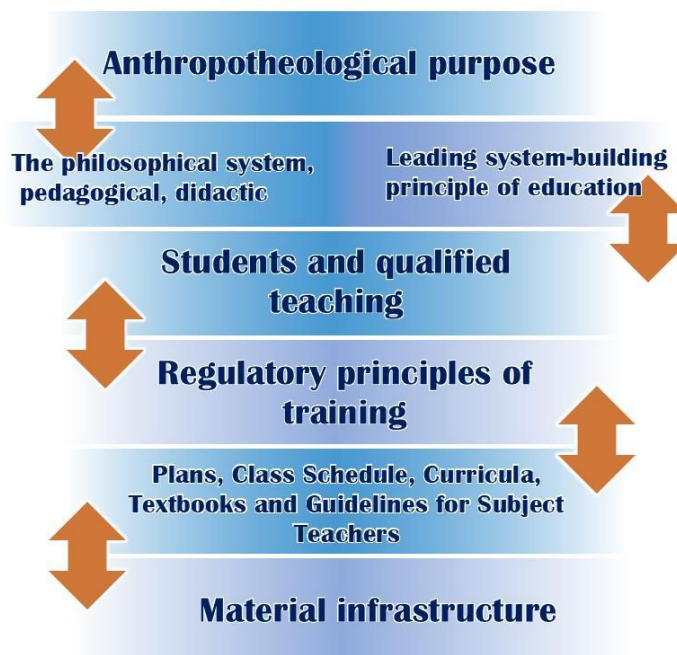 Anthropotheological purpose
The philosophical system,
pedagogical, didactic
Leading system-building
principle of education
Students and qualified
teaching
Regulatory principles of
training
Plans, Class Schedule, Curricula,
Textbooks and Guidelines for Subject
Teachers
Material infrastructure